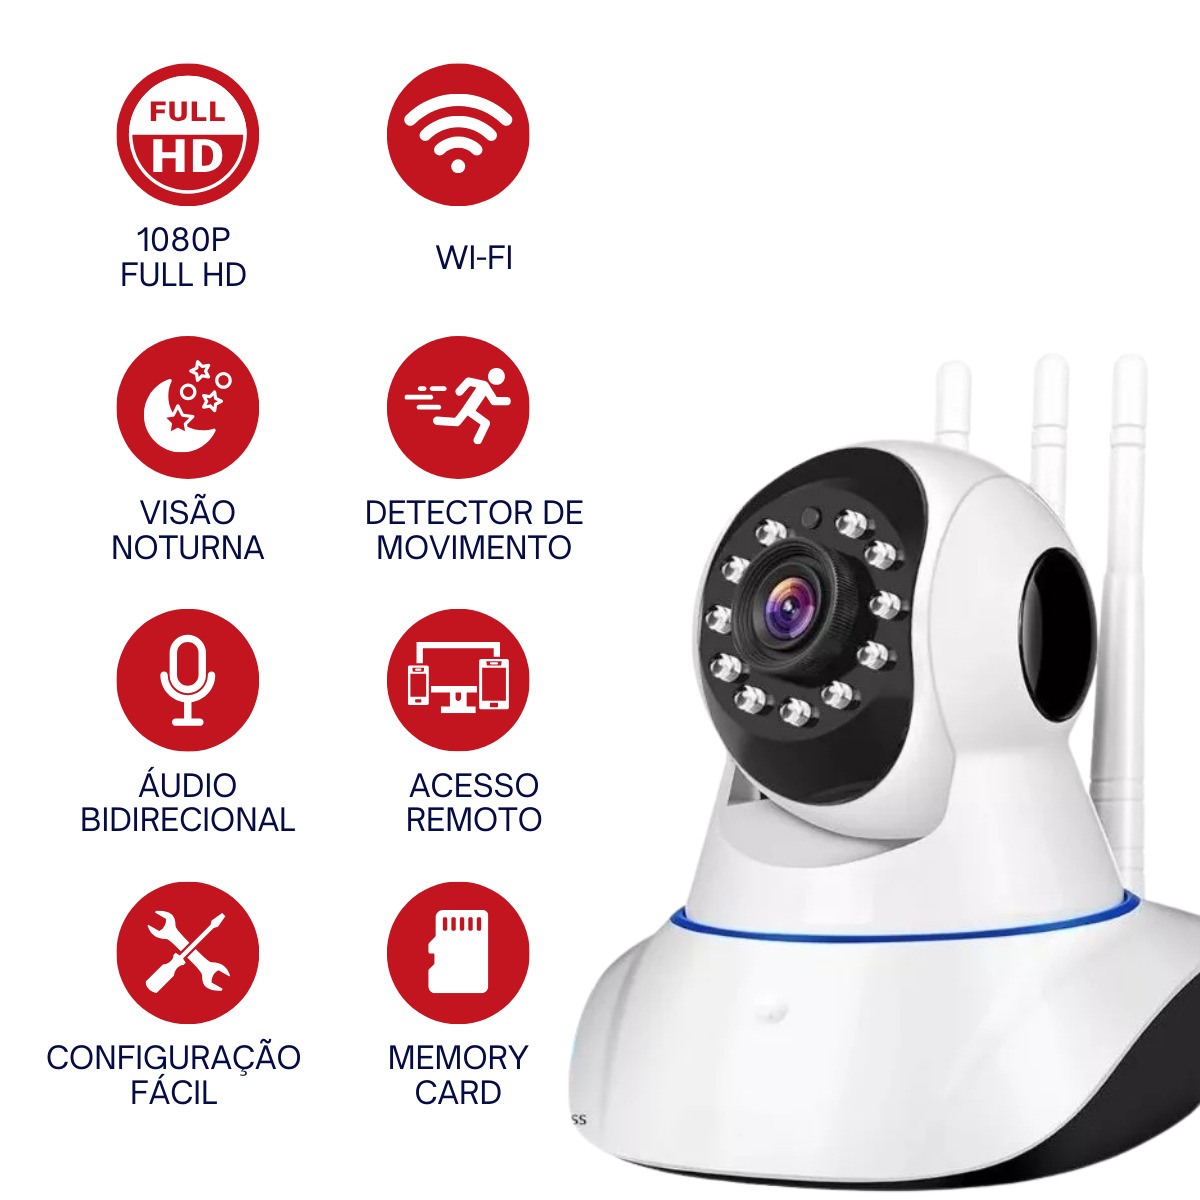 FULL
HD
1080P
FULL HD
WI-FI
VISÃO
NOTURNA
DETECTOR DE
MOVIMENTO
ÁUDIO
BIDIRECIONAL
ACESSO
REMOTO
CONFIGURAÇÃO
FÁCIL
MEMORY
CARD
ss